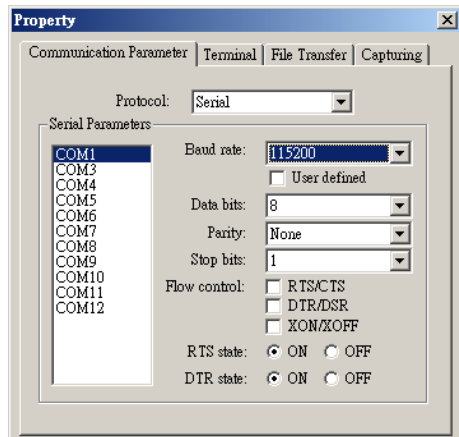 Property
Communication Parameter Terminal File Transfer Capturing
Protocol: Serial
Serial Parameters
COM1
COM3
COM4
COM5
COM6
COM7
COM8
COM9
COM10
COM11
COM12
Baud rate: 115200
User defined
Data bits: 8
Parity: None
Stop bits: 1
Flow control: RTS/CTS
DTR/DSR
XON/XOFF
RTS state: ON OFF
DTR state: ON OFF